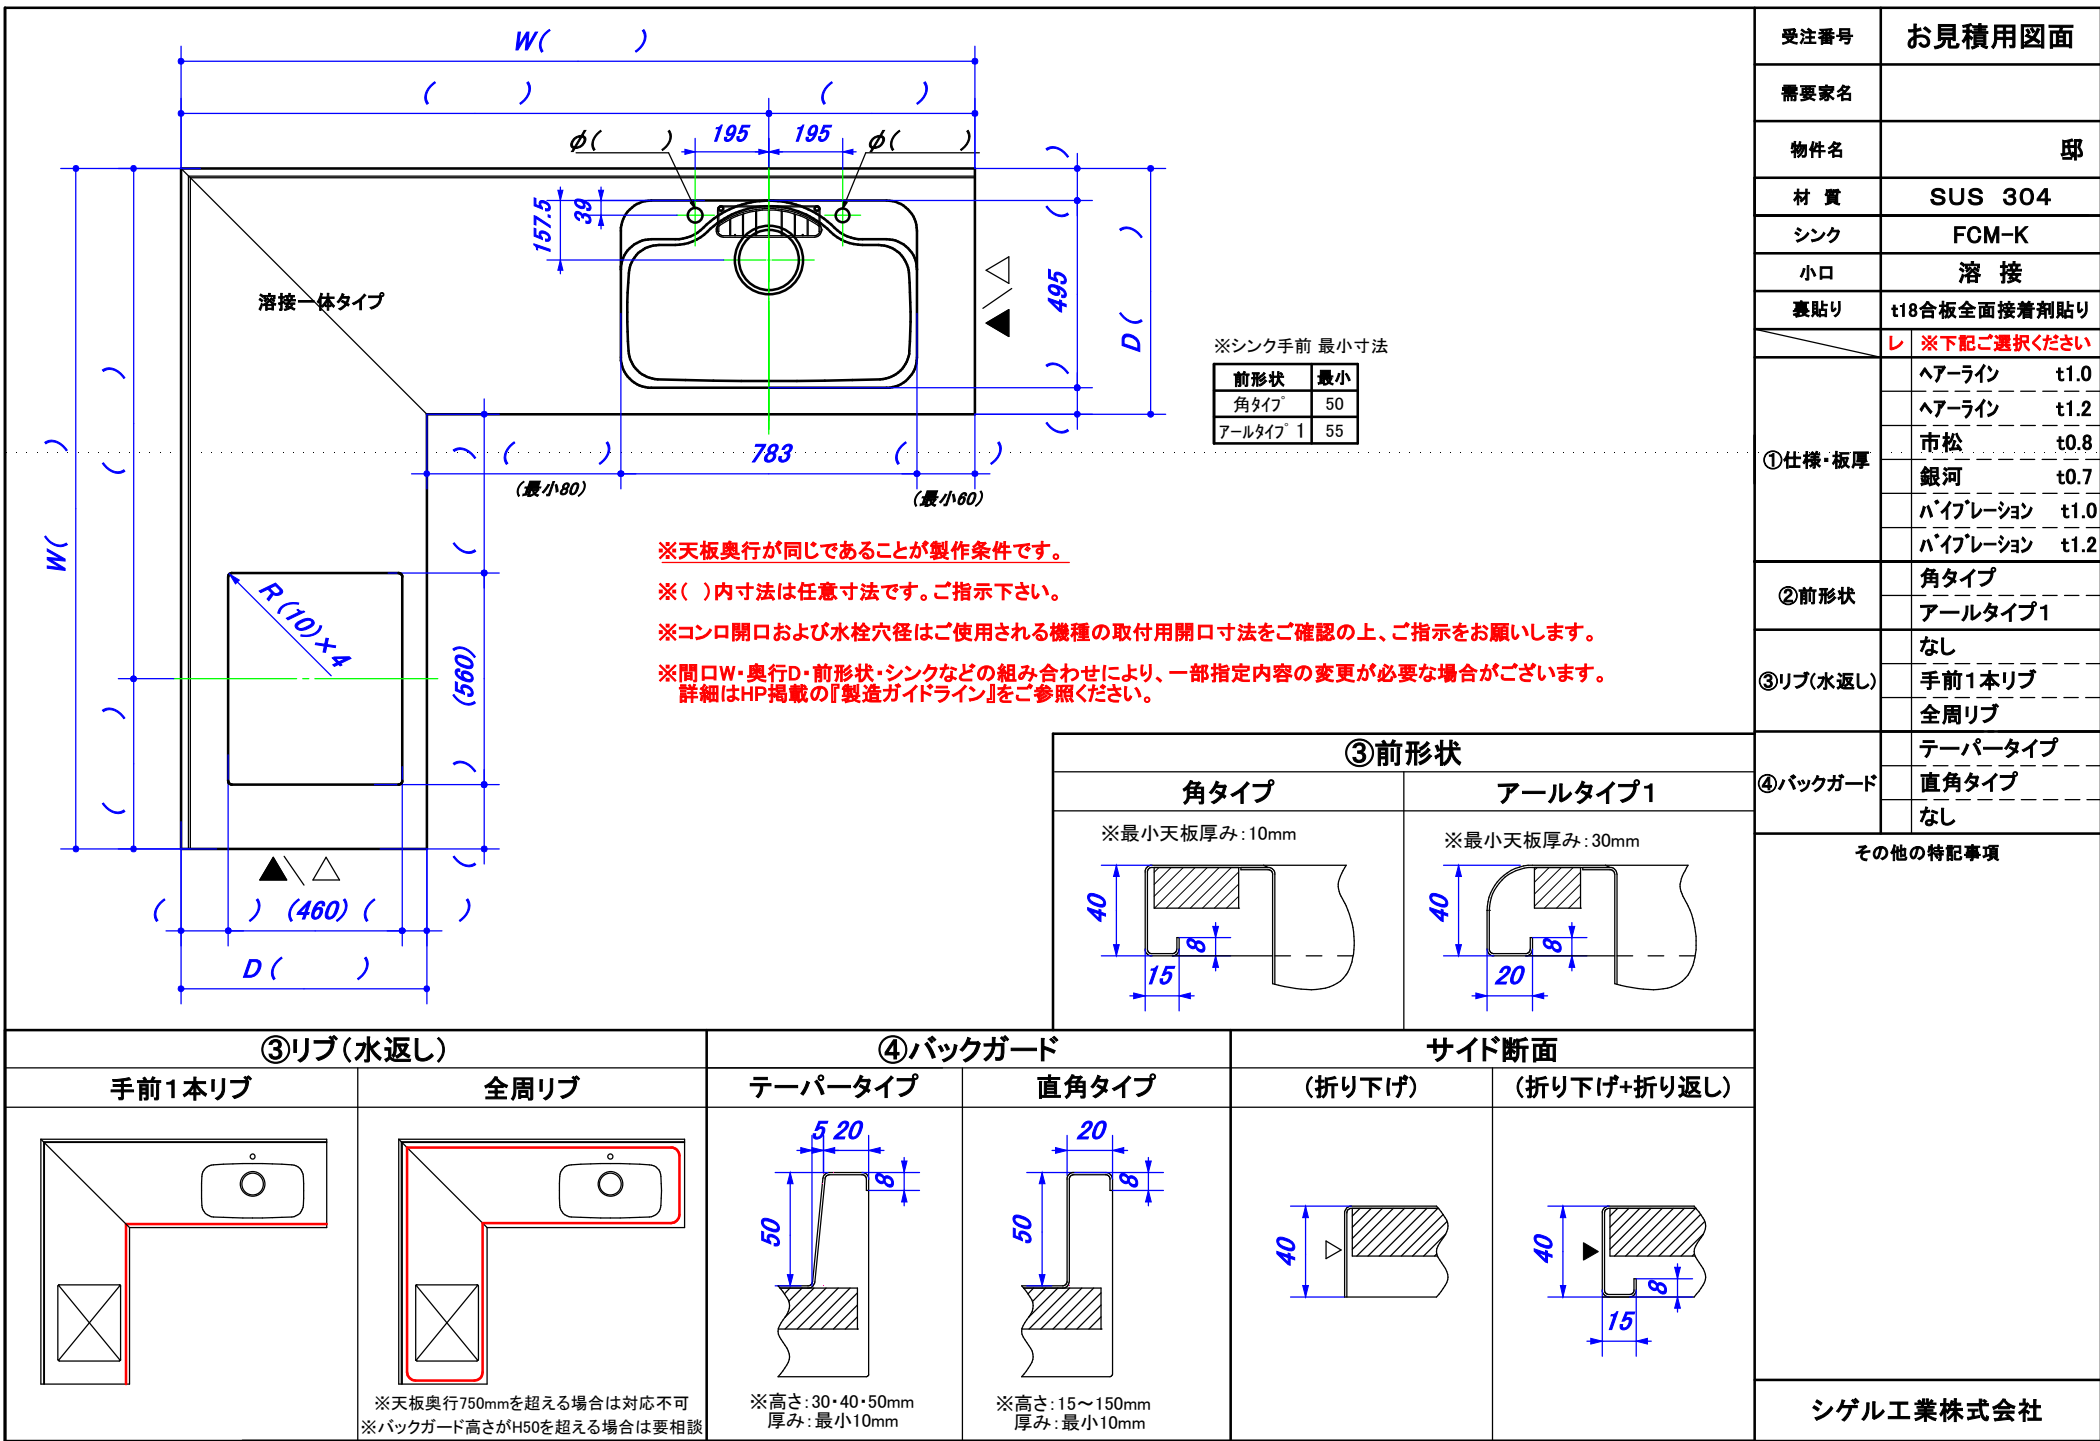 W(　　)
(　　)
(　　)
φ(　　)
195
195
φ(　　)
157.5
39
溶接一体タイプ
(　　)
(　　)
495
(　　)
D(　　)
△/▲
※シンク手前 最小寸法
前形状 最小
角タイプ 50
アールタイプ 1 55
W(　　)
(　　)
(　　)
(　　)
(　　)
783
(　　)
(最小80)
(最小60)
R(10)×4
(560)
▲\△
(　　)
(460)
(　　)
D(　　)
※天板奥行が同じであることが製作条件です。
※(　)内寸法は任意寸法です。ご指示下さい。
※コンロ開口および水栓穴径はご使用される機種の取付用開口寸法をご確認の上、ご指示をお願いします。
※間口W・奥行D・前形状・シンクなどの組み合わせにより、一部指定内容の変更が必要な場合がございます。
詳細はHP掲載の『製造ガイドライン』をご参照ください。
③前形状
角タイプ
アールタイプ1
※最小天板厚み:10mm
※最小天板厚み:30mm
40
8
15
40
8
20
③リブ(水返し)
手前1本リブ
全周リブ
※天板奥行750mmを超える場合は対応不可
※バックガード高さがH50を超える場合は要相談
④バックガード
テーパータイプ
直角タイプ
5 20
8
50
20
8
50
※高さ:30・40・50mm
厚み:最小10mm
※高さ:15～150mm
厚み:最小10mm
サイド断面
(折り下げ)
(折り下げ+折り返し)
40
40
8
15
受注番号 お見積用図面
需要家名
物件名 邸
材 質 SUS 304
シンク FCM-K
小口 溶 接
裏貼り t18合板全面接着剤貼り
レ ※下記ご選択ください
①仕様・板厚
ヘアーライン t1.0
ヘアーライン t1.2
市松 t0.8
銀河 t0.7
バイブレーション t1.0
バイブレーション t1.2
②前形状
角タイプ
アールタイプ1
③リブ(水返し)
なし
手前1本リブ
全周リブ
④バックガード
テーパータイプ
直角タイプ
なし
その他の特記事項
シゲル工業株式会社